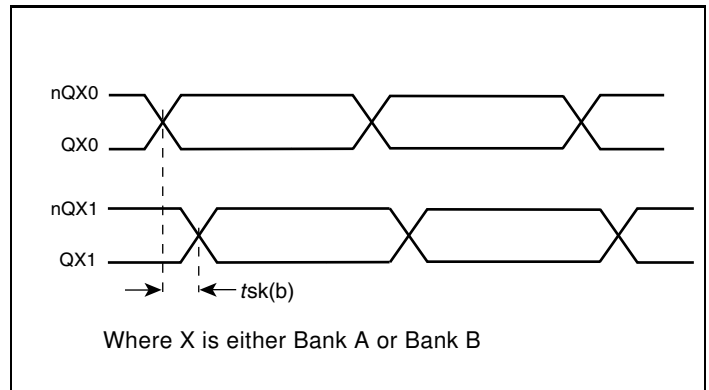 nQX0
QX0
nQX1
QX1
tsk(b)
Where X is either Bank A or Bank B